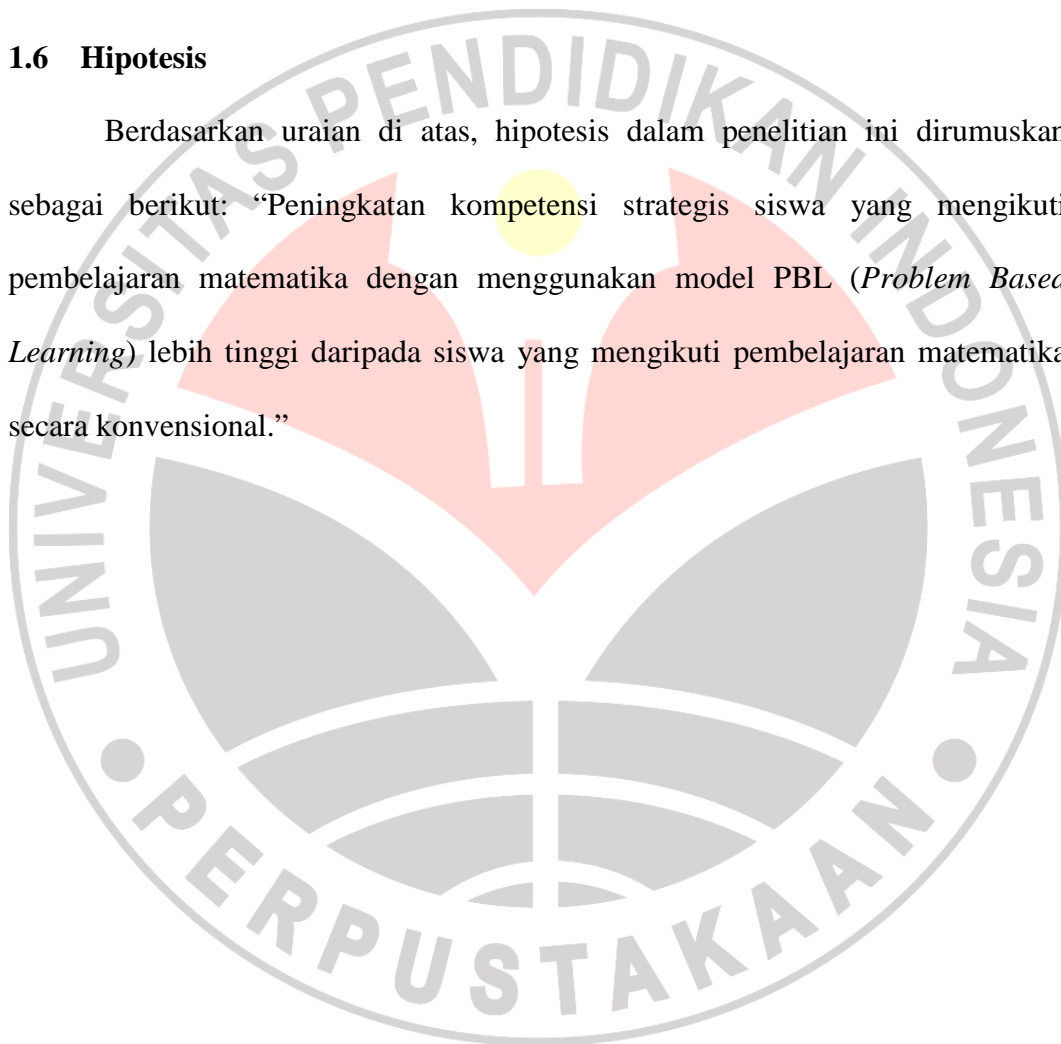 1.6 Hipotesis
Berdasarkan uraian di atas, hipotesis dalam penelitian ini dirumuskan
sebagai berikut: “Peningkatan kompetensi strategis siswa yang mengikuti
pembelajaran matematika dengan menggunakan model PBL (Problem Based
Learning) lebih tinggi daripada siswa yang mengikuti pembelajaran matematika
secara konvensional.”
UNIVERSITAS PENDIDIKAN INDONESIA
PERPUSTAKAAN